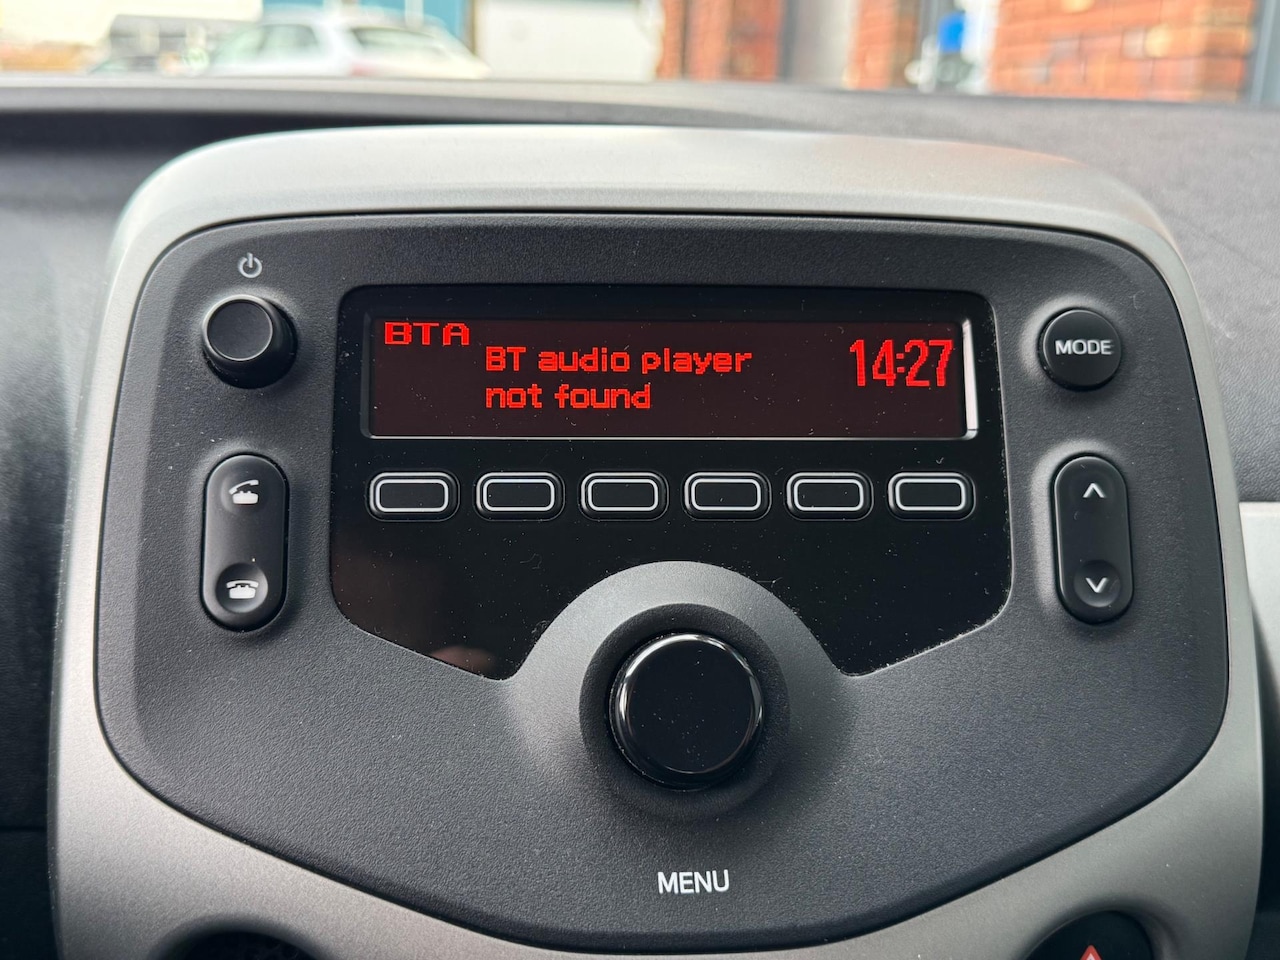 BTA
BT audio player
not found
14:27
MODE
MENU